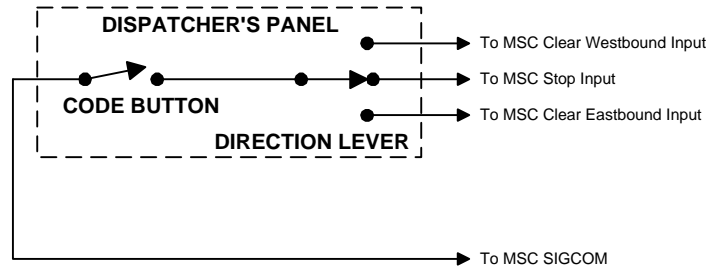 DISPATCHER'S PANEL
To MSC Clear Westbound Input
To MSC Stop Input
CODE BUTTON
To MSC Clear Eastbound Input
DIRECTION LEVER
To MSC SIGCOM